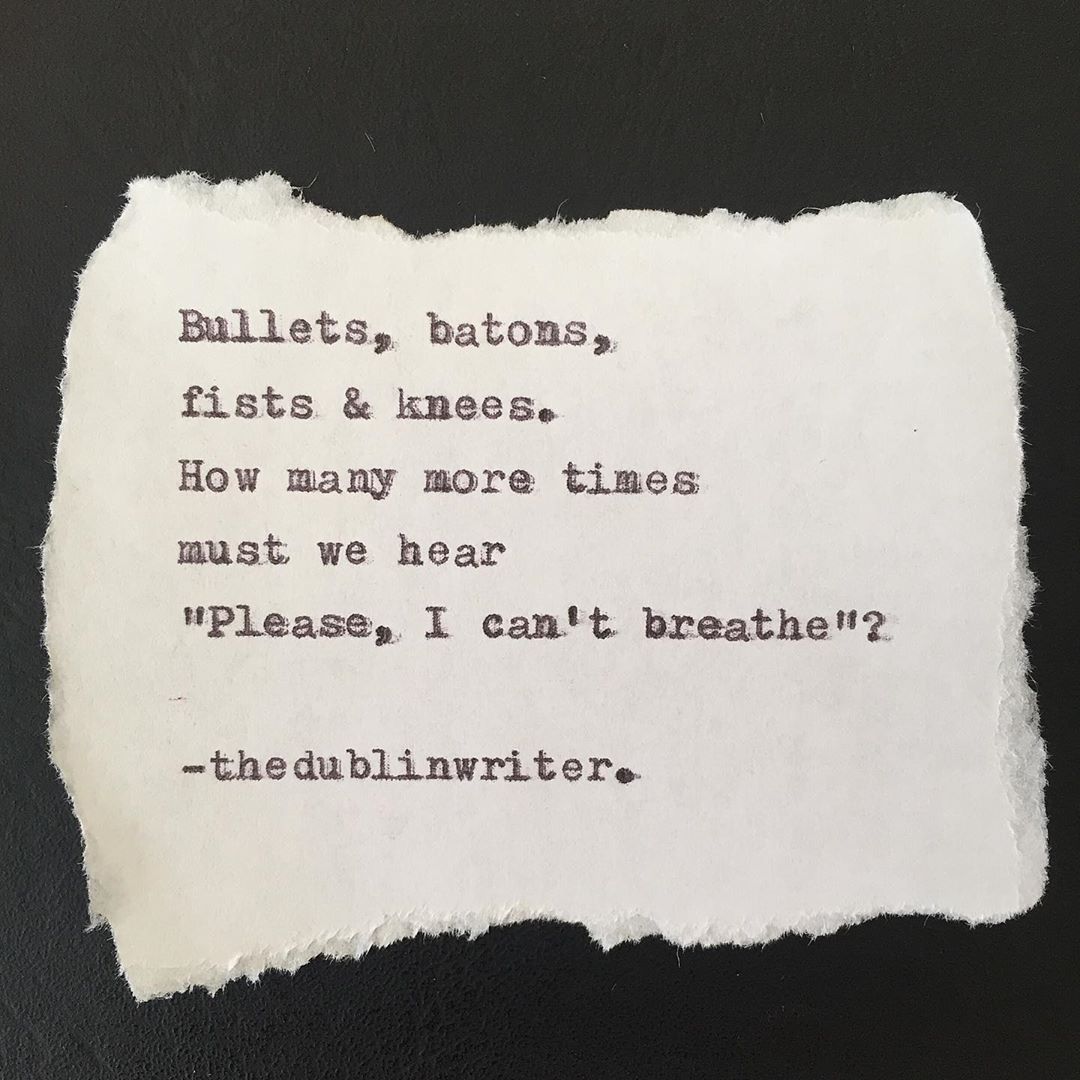 Bullets, batons,
fists & knees.
How many more times
must we hear
"Please, I can't breathe"?
-thedublinwriter.